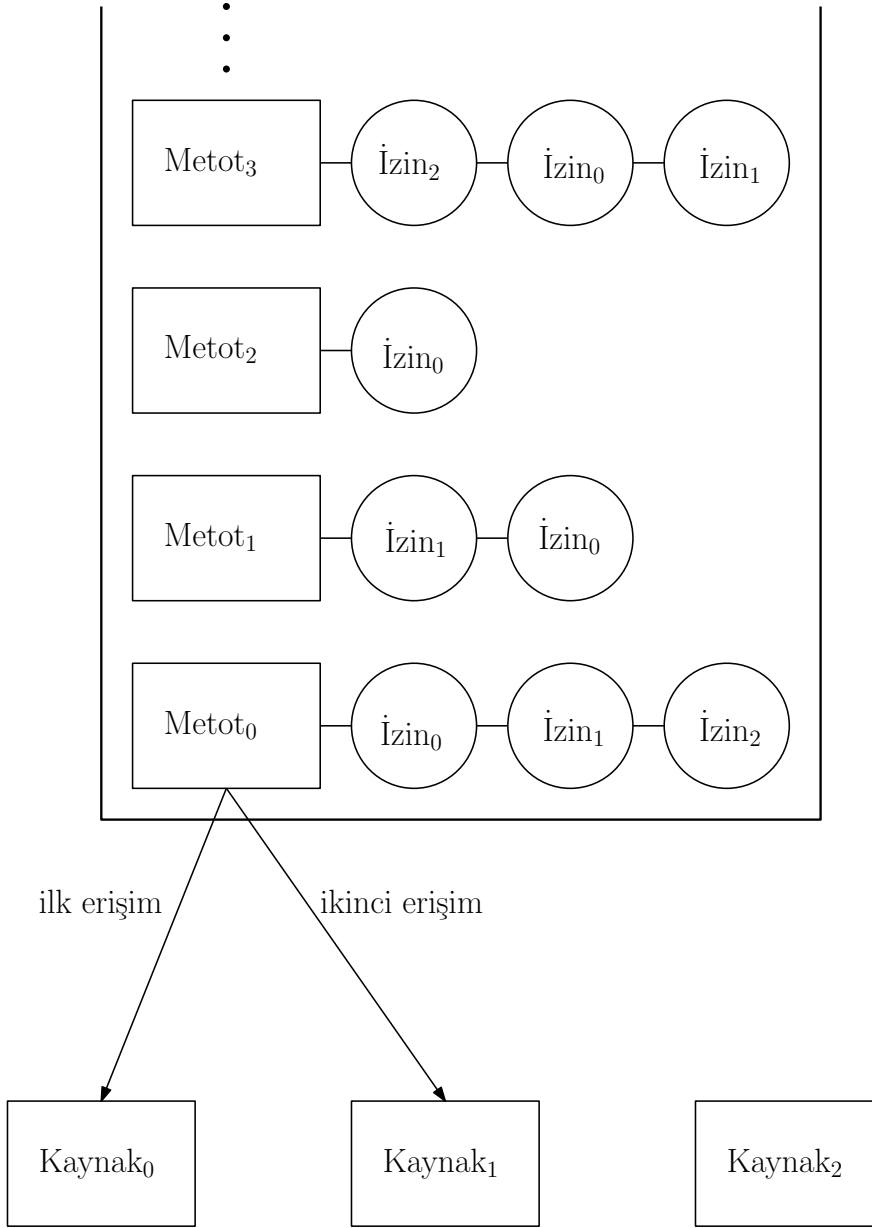 Metot₃ İzin₂ İzin₀ İzin₁
Metot₂ İzin₀
Metot₁ İzin₁ İzin₀
Metot₀ İzin₀ İzin₁ İzin₂
ilk erişim ikinci erişim
Kaynak₀ Kaynak₁ Kaynak₂